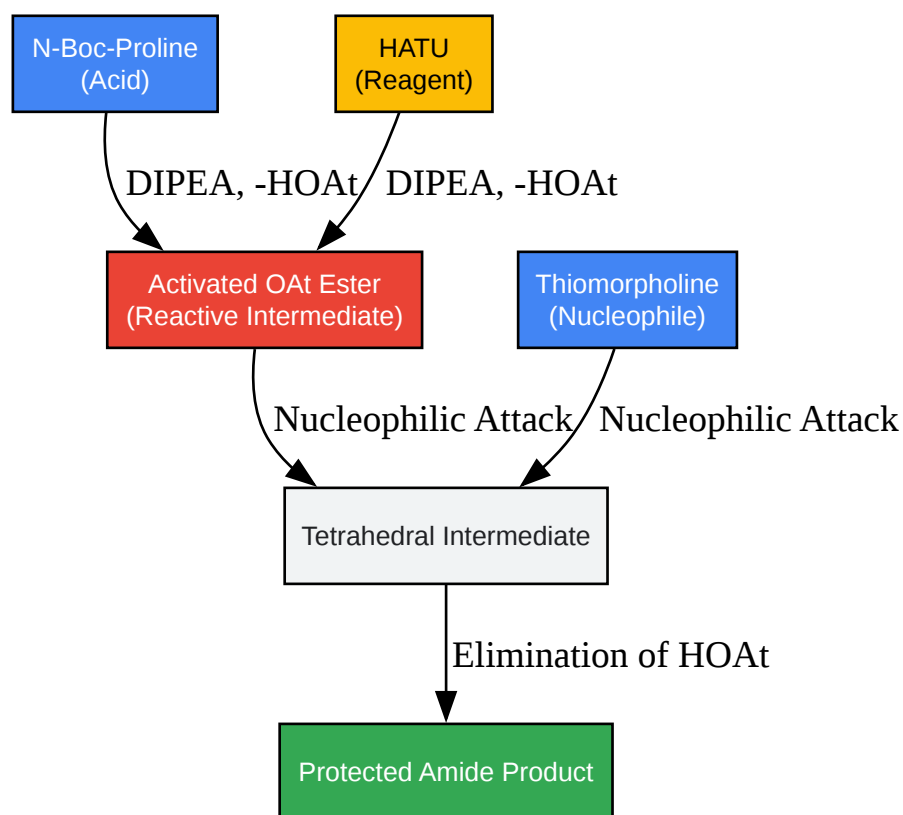 N-Boc-Proline
(Acid)
HATU
(Reagent)
DIPEA, -HOAt
DIPEA, -HOAt
Activated OAt Ester
(Reactive Intermediate)
Thiomorpholine
(Nucleophile)
Nucleophilic Attack
Nucleophilic Attack
Tetrahedral Intermediate
Elimination of HOAt
Protected Amide Product